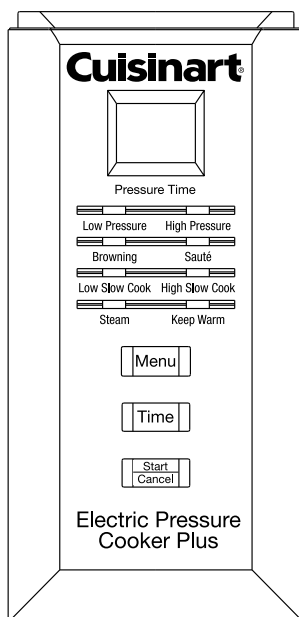 Cuisinart®
Pressure Time
Low Pressure High Pressure
Browning Sauté
Low Slow Cook High Slow Cook
Steam Keep Warm
Menu
Time
Start
Cancel
Electric Pressure
Cooker Plus